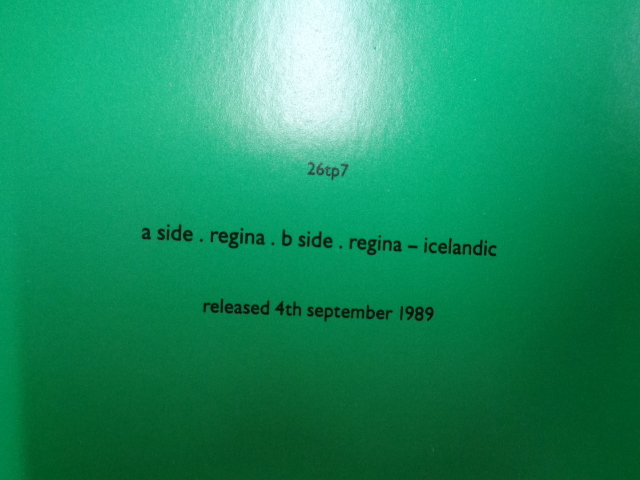 26tp7
a side . regina . b side . regina – icelandic
released 4th september 1989